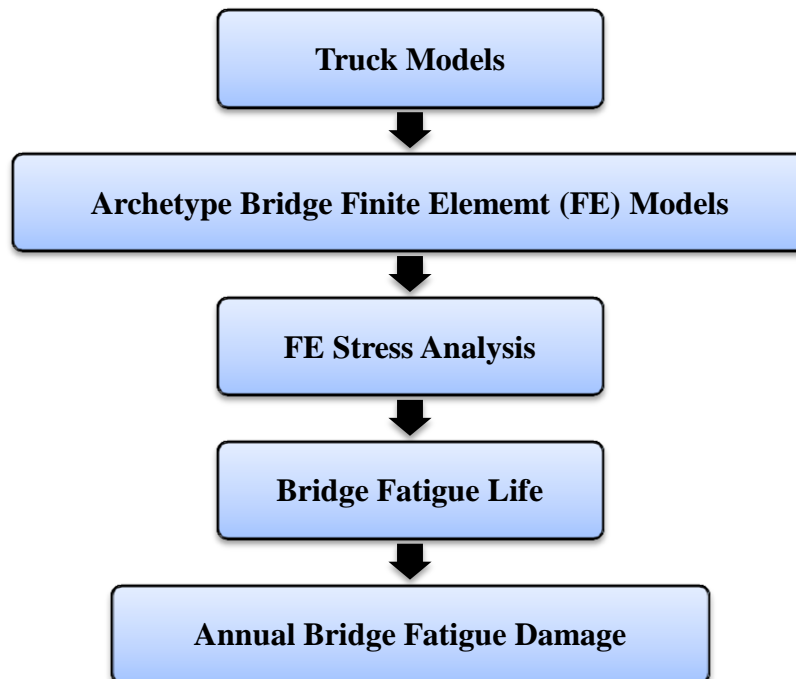 Truck Models
Archetype Bridge Finite Elememt (FE) Models
FE Stress Analysis
Bridge Fatigue Life
Annual Bridge Fatigue Damage